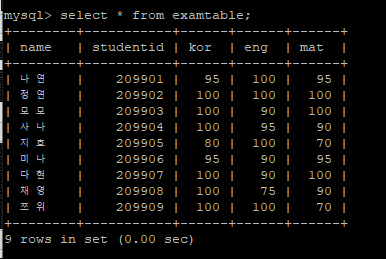 mysql> select * from examtable;
+--------+-----------+------+------+------+
| name   | studentid | kor  | eng  | mat  |
+--------+-----------+------+------+------+
| 나연   |    209901 |   95 |  100 |   95 |
| 정연   |    209902 |  100 |  100 |  100 |
| 모모   |    209903 |  100 |   90 |  100 |
| 사나   |    209904 |  100 |   95 |   90 |
| 지효   |    209905 |   80 |  100 |   70 |
| 미나   |    209906 |   95 |   90 |   95 |
| 다현   |    209907 |  100 |   90 |  100 |
| 채영   |    209908 |  100 |   75 |   90 |
| 쯔위   |    209909 |  100 |  100 |   70 |
+--------+-----------+------+------+------+
9 rows in set (0.00 sec)